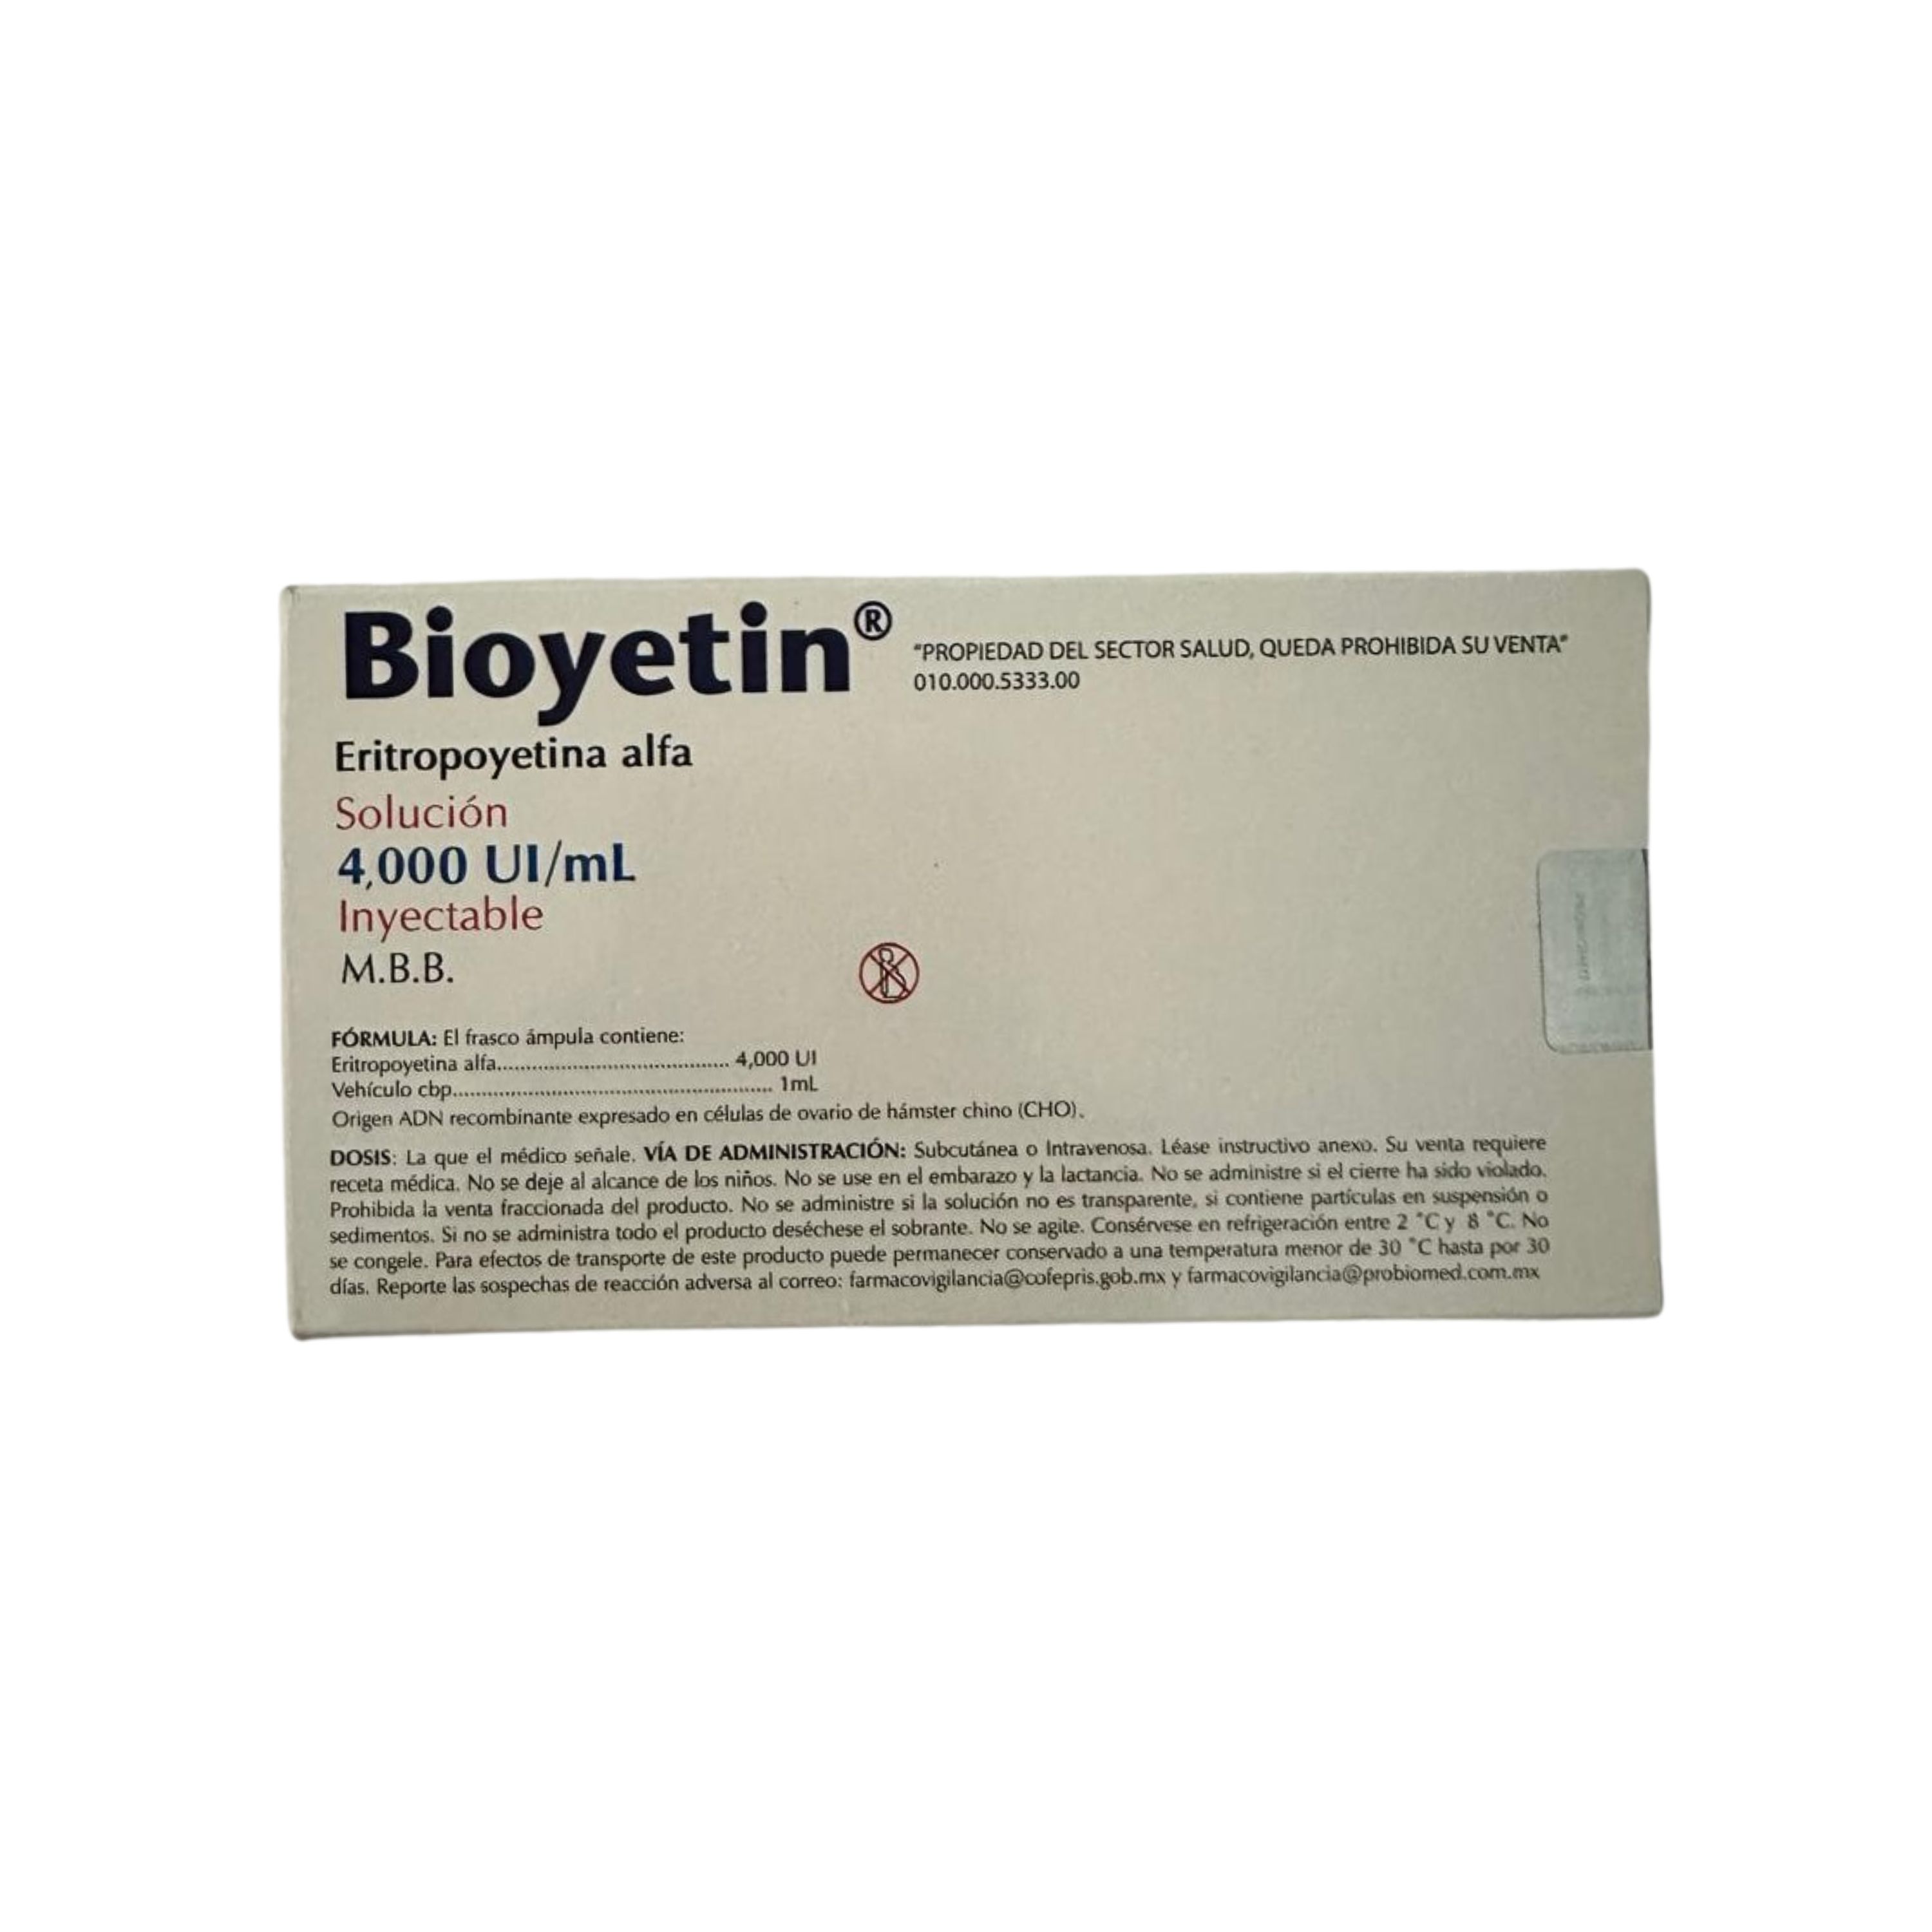 Bioyetin®
"PROPIEDAD DEL SECTOR SALUD, QUEDA PROHIBIDA SU VENTA"
010.000.5333.00
Eritropoyetina alfa
Solución
4,000 UI/mL
Inyectable
M.B.B.
FÓRMULA: El frasco ámpula contiene:
Eritropoyetina alfa.......................................... 4,000 UI
Vehículo cbp.......................................................... 1mL
Origen ADN recombinante expresado en células de ovario de hámster chino (CHO).
DOSIS: La que el médico señale. VÍA DE ADMINISTRACIÓN: Subcutánea o Intravenosa. Léase instructivo anexo. Su venta requiere
receta médica. No se deje al alcance de los niños. No se use en el embarazo y la lactancia. No se administre si el cierre ha sido violado.
Prohibida la venta fraccionada del producto. No se administre si la solución no es transparente, si contiene partículas en suspensión o
sedimentos. Si no se administra todo el producto deséchese el sobrante. No se agite. Consérvese en refrigeración entre 2 °C y 8 °C. No
se congele. Para efectos de transporte de este producto puede permanecer conservado a una temperatura menor de 30 °C hasta por 30
días. Reporte las sospechas de reacción adversa al correo: farmacovigilancia@cofepris.gob.mx y farmacovigilancia@probiomed.com.mx